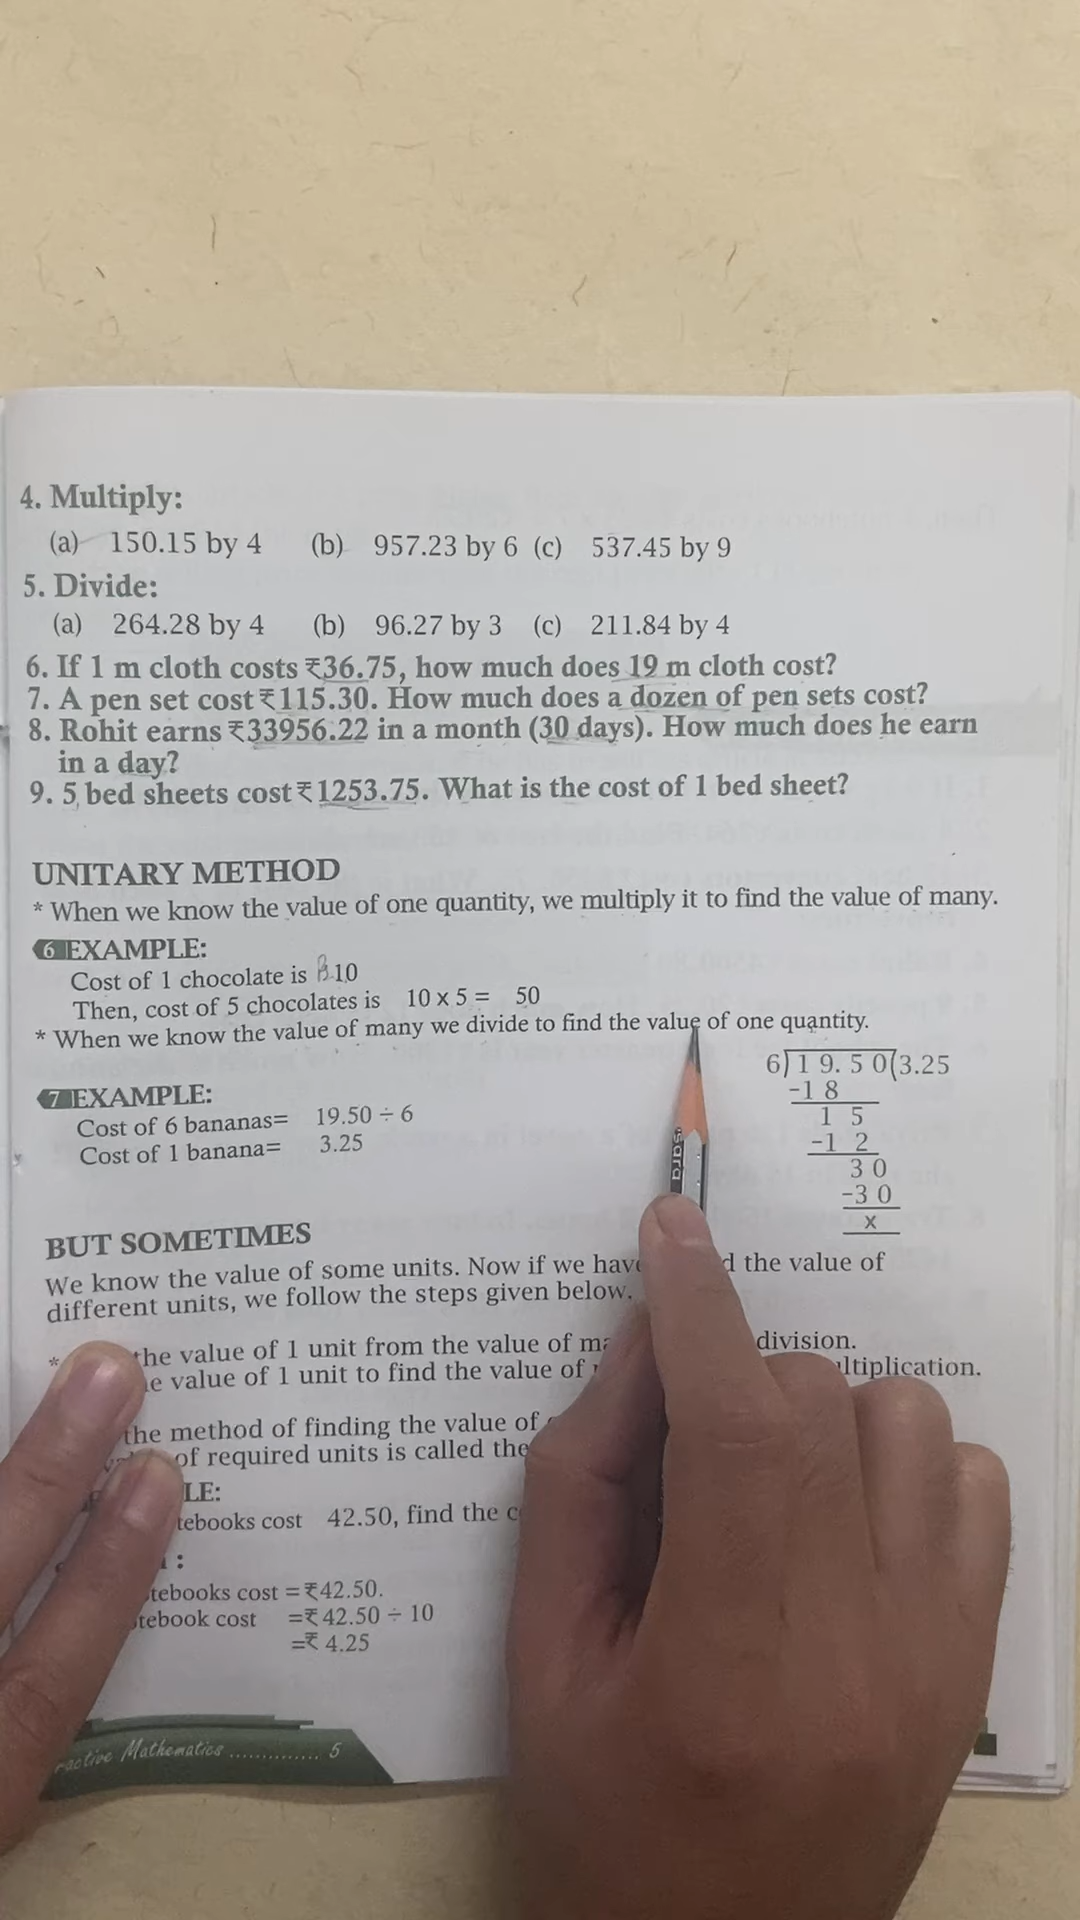 4. Multiply:
(a) 150.15 by 4 (b) 957.23 by 6 (c) 537.45 by 9
5. Divide:
(a) 264.28 by 4 (b) 96.27 by 3 (c) 211.84 by 4
6. If 1 m cloth costs ₹36.75, how much does 19 m cloth cost?
7. A pen set cost ₹115.30. How much does a dozen of pen sets cost?
8. Rohit earns ₹33956.22 in a month (30 days). How much does he earn
in a day?
9. 5 bed sheets cost ₹1253.75. What is the cost of 1 bed sheet?
UNITARY METHOD
* When we know the value of one quantity, we multiply it to find the value of many.
6 EXAMPLE:
Cost of 1 chocolate is 10
Then, cost of 5 chocolates is 10 x 5 = 50
* When we know the value of many we divide to find the value of one quantity.
7 EXAMPLE:
Cost of 6 bananas= 19.50 ÷ 6
Cost of 1 banana= 3.25
6)19.50(3.25
-18
15
-12
30
-30
x
BUT SOMETIMES
We know the value of some units. Now if we have the value of
different units, we follow the steps given below.
* the value of 1 unit from the value of division.
value of 1 unit to find the value of
the method of finding the value of
of required units is called the
cost 42.50, find the
cost = ₹42.50.
cost = ₹42.50 ÷ 10
= ₹ 4.25
Mathematics .............. 5
sara